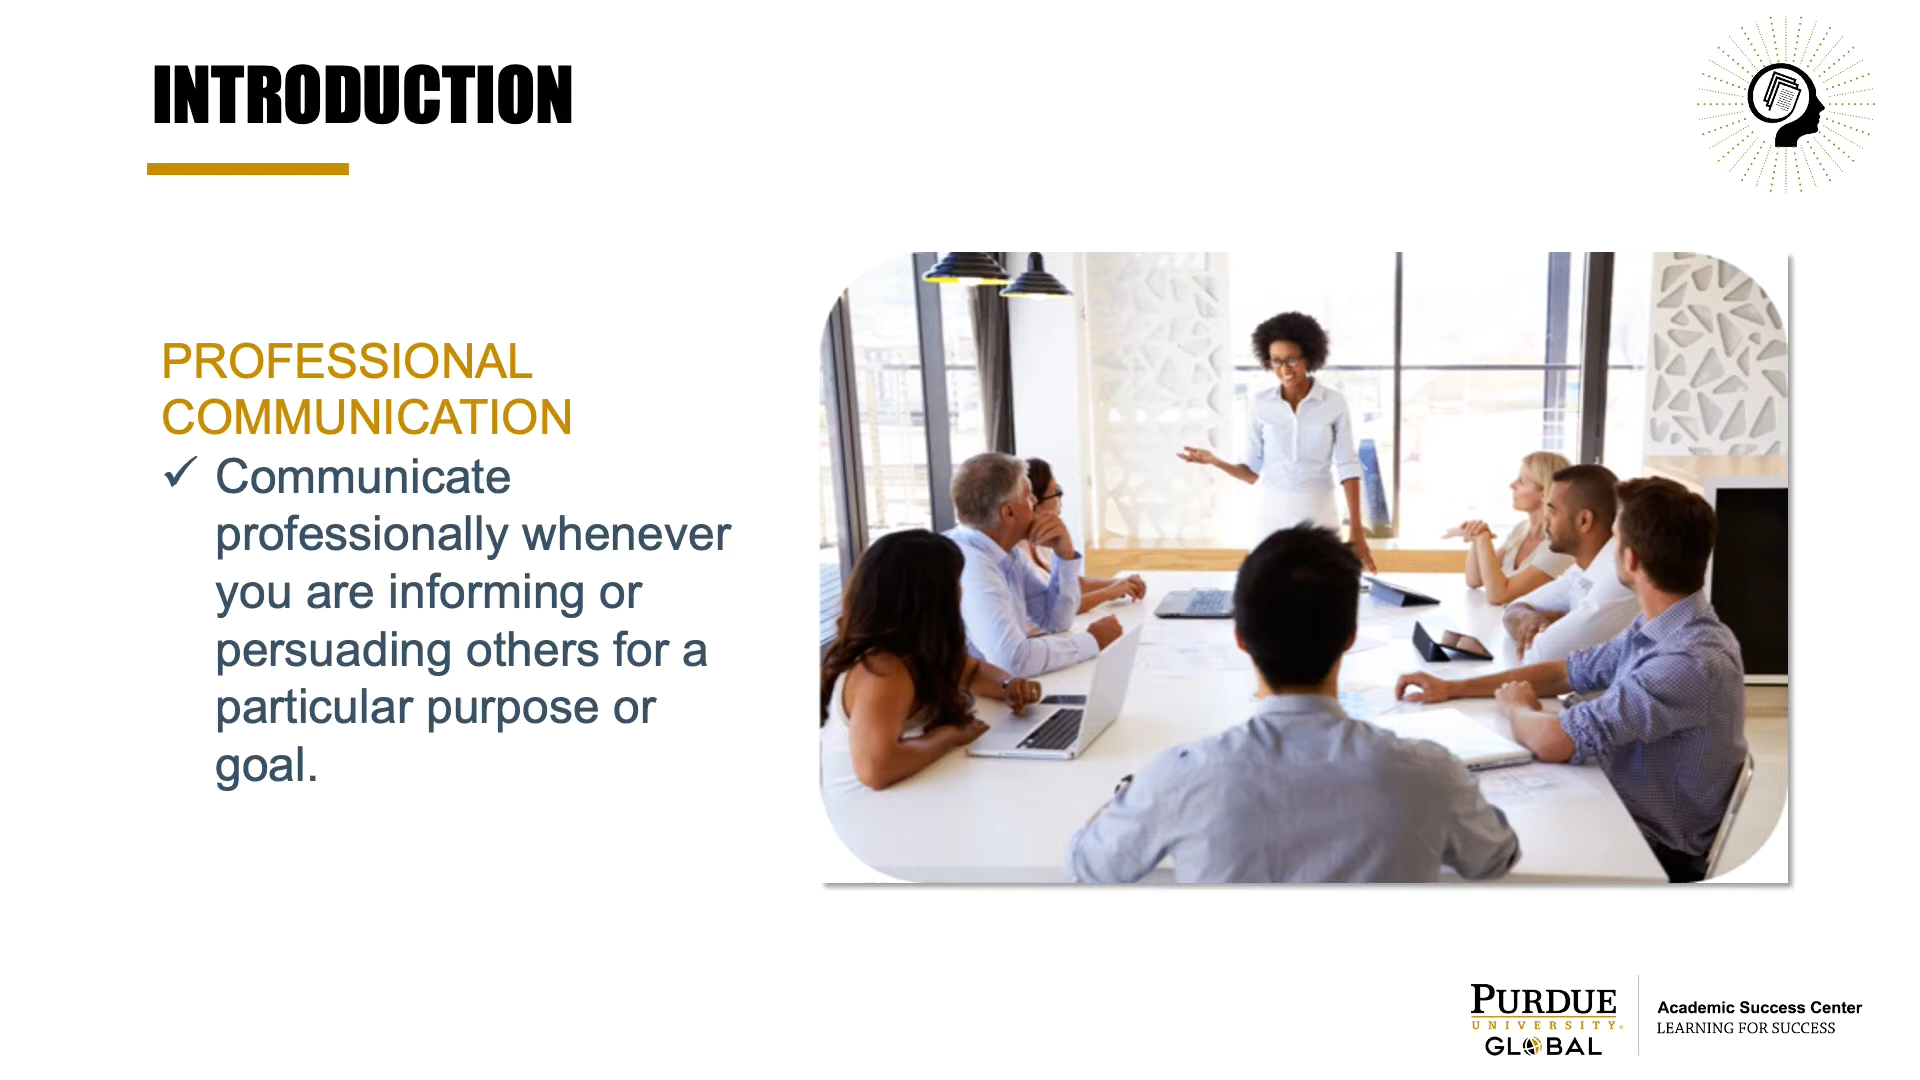 INTRODUCTION
PROFESSIONAL
COMMUNICATION
✓ Communicate
professionally whenever
you are informing or
persuading others for a
particular purpose or
goal.
PURDUE
UNIVERSITY®
GLOBAL
Academic Success Center
LEARNING FOR SUCCESS